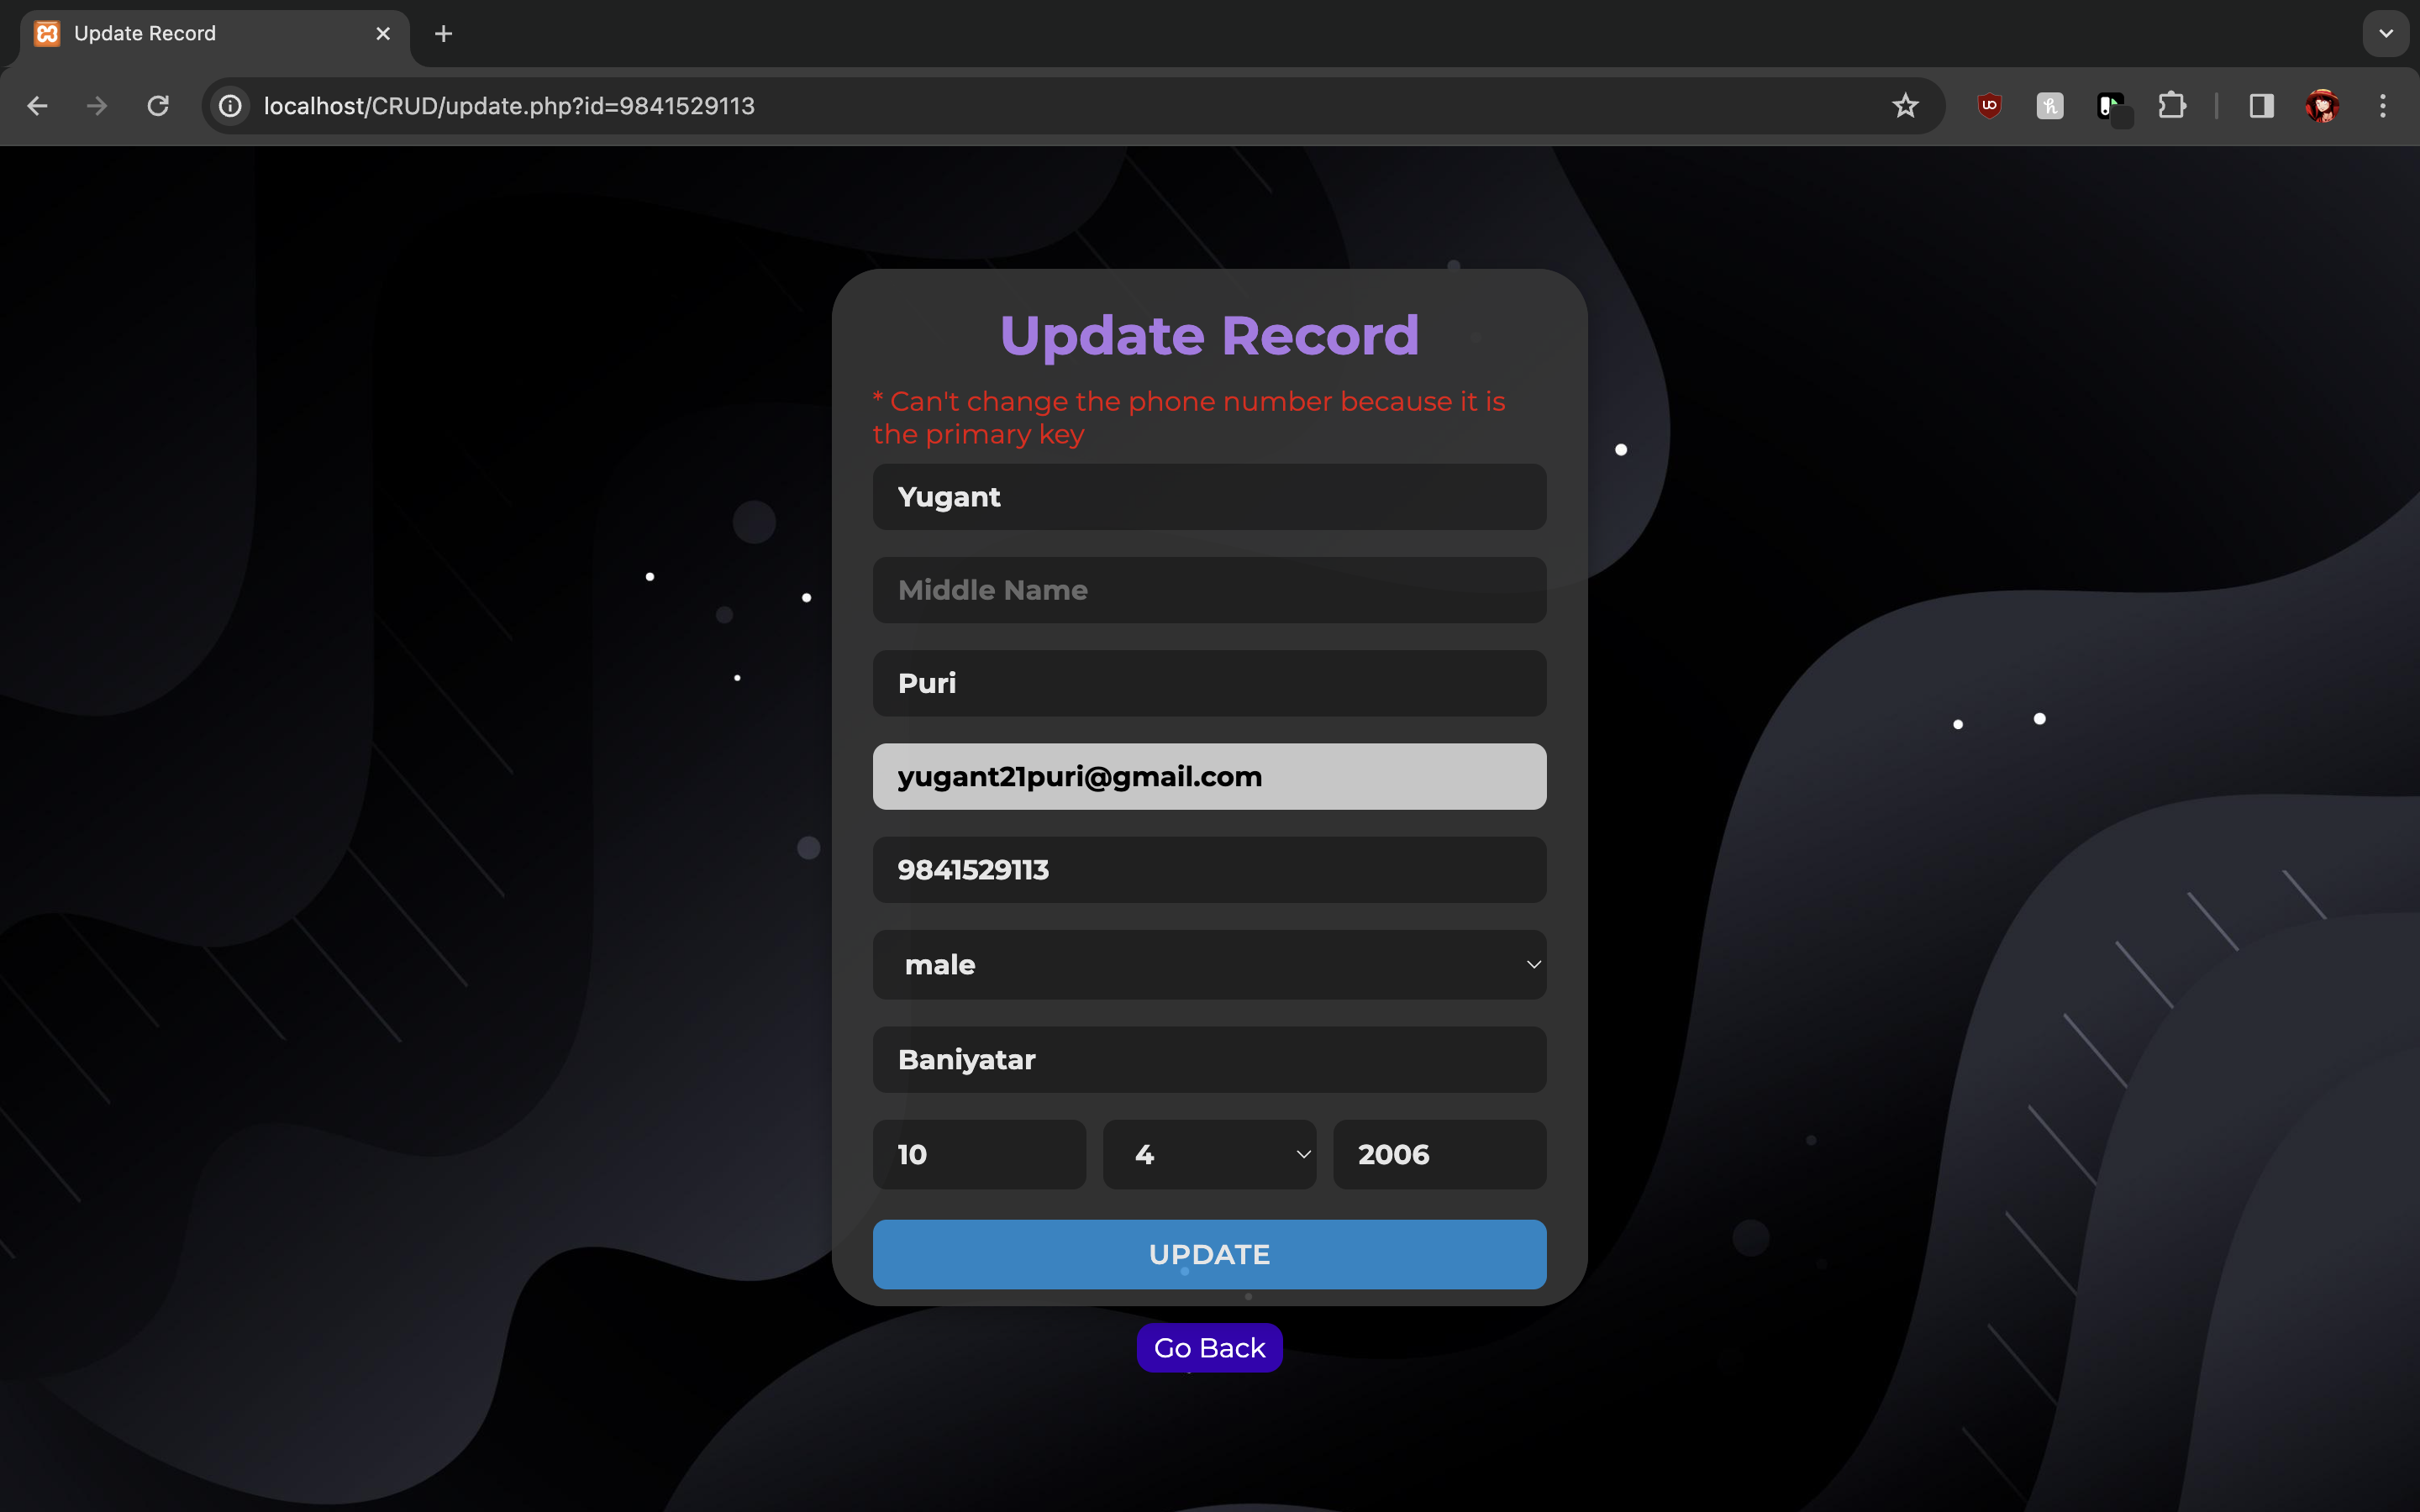 Update Record
localhost/CRUD/update.php?id=9841529113
Update Record
* Can't change the phone number because it is
the primary key
Yugant
Middle Name
Puri
yugant21puri@gmail.com
9841529113
male
Baniyatar
10 4 2006
UPDATE
Go Back